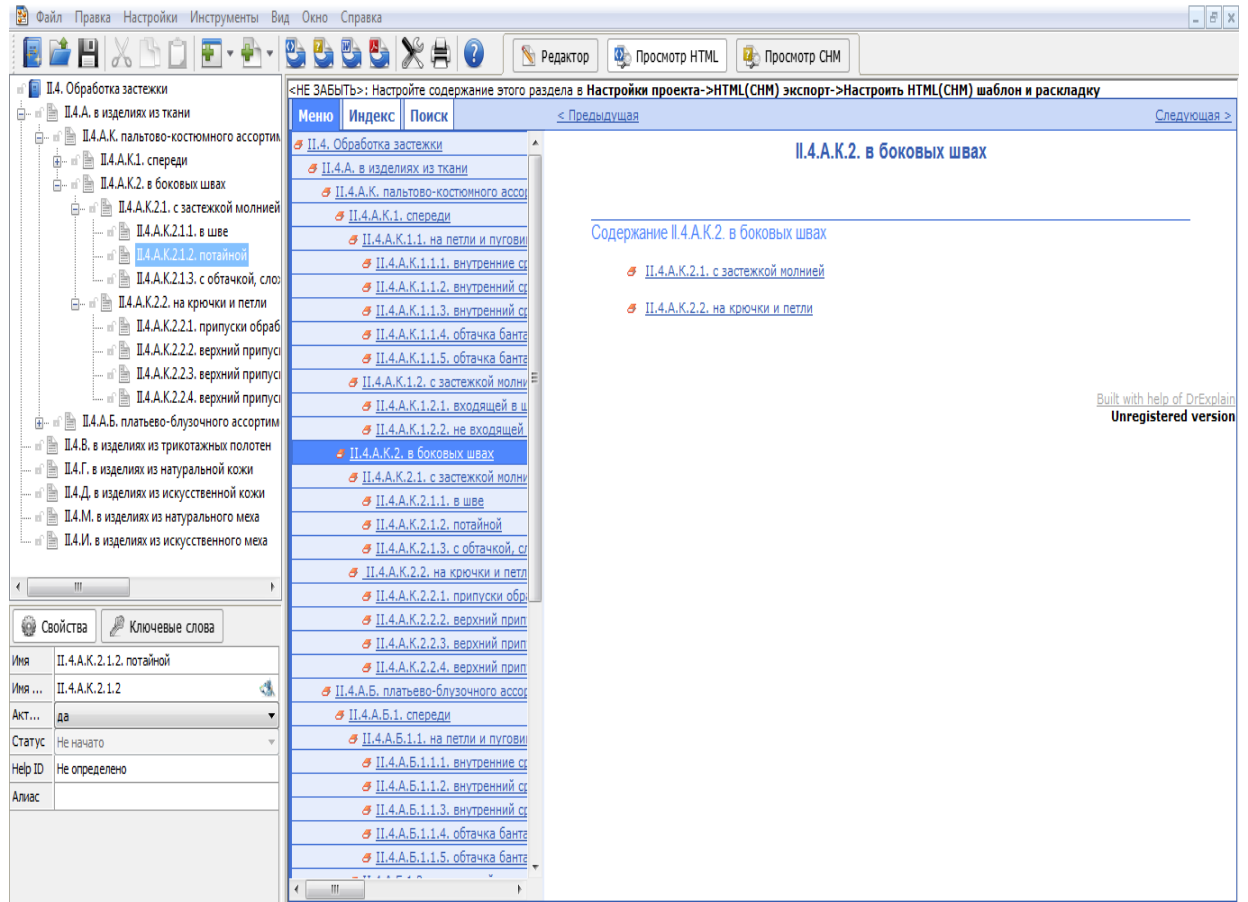 Файл Правка Настройки Инструменты Вид Окно Справка
Редактор Просмотр HTML Просмотр CHM
II.4. Обработка застежки
II.4.А. в изделиях из ткани
II.4.А.К. пальтово-костюмного ассортим
II.4.А.К.1. спереди
II.4.А.К.2. в боковых швах
II.4.А.К.2.1. с застежкой молнией
II.4.А.К.2.1.1. в шве
II.4.А.К.2.1.2. потайной
II.4.А.К.2.1.3. с обтачкой, слож
II.4.А.К.2.2. на крючки и петли
II.4.А.К.2.2.1. припуски обраб
II.4.А.К.2.2.2. верхний припуск
II.4.А.К.2.2.3. верхний припуск
II.4.А.К.2.2.4. верхний припуск
II.4.А.Б. платьево-блузочного ассортим
II.4.В. в изделиях из трикотажных полотен
II.4.Г. в изделиях из натуральной кожи
II.4.Д. в изделиях из искусственной кожи
II.4.М. в изделиях из натурального меха
II.4.И. в изделиях из искусственного меха
Свойства Ключевые слова
Имя II.4.А.К.2.1.2. потайной
Имя ... II.4.А.К.2.1.2
Акт... да
Статус Не начато
Help ID Не определено
Алиас
<НЕ ЗАБЫТЬ>: Настройте содержание этого раздела в Настройки проекта->HTML(CHM) экспорт->Настроить HTML(CHM) шаблон и раскладку
Меню Индекс Поиск < Предыдущая Следующая >
II.4. Обработка застежки
II.4.А. в изделиях из ткани
II.4.А.К. пальтово-костюмного ассор
II.4.А.К.1. спереди
II.4.А.К.1.1. на петли и пугови
II.4.А.К.1.1.1. внутренние ср
II.4.А.К.1.1.2. внутренний ср
II.4.А.К.1.1.3. внутренний ср
II.4.А.К.1.1.4. обтачка банта
II.4.А.К.1.1.5. обтачка банта
II.4.А.К.1.2. с застежкой молни
II.4.А.К.1.2.1. входящей в ш
II.4.А.К.1.2.2. не входящей
II.4.А.К.2. в боковых швах
II.4.А.К.2.1. с застежкой молни
II.4.А.К.2.1.1. в шве
II.4.А.К.2.1.2. потайной
II.4.А.К.2.1.3. с обтачкой, сл
II.4.А.К.2.2. на крючки и петл
II.4.А.К.2.2.1. припуски обра
II.4.А.К.2.2.2. верхний прип
II.4.А.К.2.2.3. верхний прип
II.4.А.К.2.2.4. верхний прип
II.4.А.Б. платьево-блузочного ассор
II.4.А.Б.1. спереди
II.4.А.Б.1.1. на петли и пугови
II.4.А.Б.1.1.1. внутренние ср
II.4.А.Б.1.1.2. внутренний ср
II.4.А.Б.1.1.3. внутренний ср
II.4.А.Б.1.1.4. обтачка банта
II.4.А.Б.1.1.5. обтачка банта
II.4.А.К.2. в боковых швах
Содержание II.4.А.К.2. в боковых швах
II.4.А.К.2.1. с застежкой молнией
II.4.А.К.2.2. на крючки и петли
Built with help of DrExplain
Unregistered version